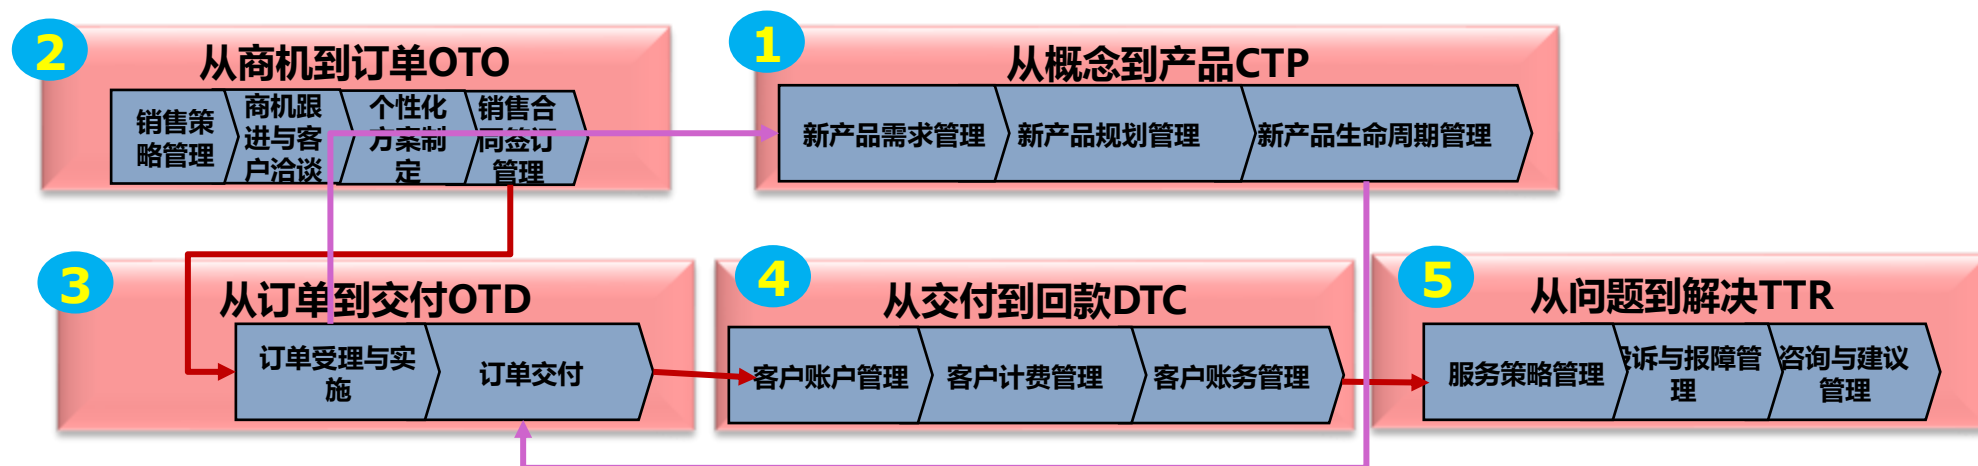 2
从商机到订单OTO
销售策
略管理
商机跟
进与客
户洽谈
个性化
方案制
定
销售合
同签订
管理
1
从概念到产品CTP
新产品需求管理
新产品规划管理
新产品生命周期管理
3
从订单到交付OTD
订单受理与实
施
订单交付
4
从交付到回款DTC
客户账户管理
客户计费管理
客户账务管理
5
从问题到解决TTR
服务策略管理
诉与报障管
理
咨询与建议
管理